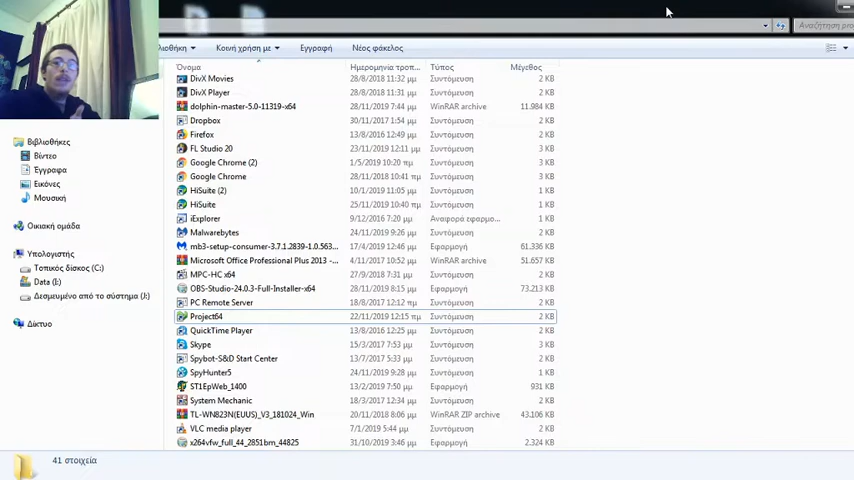 Αναζήτηση pro
λιοθήκη Κοινή χρήση με Εγγραφή Νέος φάκελος
Όνομα Ημερομηνία τροπ... Τύπος Μέγεθος
DivX Movies 28/8/2018 11:32 μμ Συντόμευση 2 KB
DivX Player 28/8/2018 11:31 μμ Συντόμευση 2 KB
dolphin-master-5.0-11319-x64 28/11/2019 7:44 μμ WinRAR archive 11.984 KB
Dropbox 30/11/2017 1:54 μμ Συντόμευση 2 KB
Firefox 13/8/2016 12:49 μμ Συντόμευση 2 KB
FL Studio 20 23/11/2019 12:11 μμ Συντόμευση 3 KB
Google Chrome (2) 1/5/2019 10:20 πμ Συντόμευση 3 KB
Google Chrome 28/11/2018 10:41 πμ Συντόμευση 3 KB
HiSuite (2) 10/1/2019 11:05 μμ Συντόμευση 1 KB
HiSuite 25/11/2019 10:40 πμ Συντόμευση 1 KB
iExplorer 9/12/2016 7:20 μμ Αναφορά εφαρμο... 1 KB
Malwarebytes 24/11/2019 9:26 μμ Συντόμευση 2 KB
mb3-setup-consumer-3.7.1.2839-1.0.563... 17/4/2019 12:46 μμ Εφαρμογή 61.336 KB
Microsoft Office Professional Plus 2013 -... 4/11/2017 10:52 μμ WinRAR archive 51.657 KB
MPC-HC x64 27/9/2018 7:31 μμ Συντόμευση 2 KB
OBS-Studio-24.0.3-Full-Installer-x64 28/11/2019 8:15 μμ Εφαρμογή 73.213 KB
PC Remote Server 18/8/2017 12:12 πμ Συντόμευση 2 KB
Project64 22/11/2019 12:15 πμ Συντόμευση 2 KB
QuickTime Player 13/8/2016 12:25 μμ Συντόμευση 2 KB
Skype 15/3/2017 7:53 μμ Συντόμευση 3 KB
Spybot-S&D Start Center 13/7/2017 5:33 μμ Συντόμευση 2 KB
SpyHunter5 24/11/2019 9:28 μμ Συντόμευση 1 KB
ST1EpWeb_1400 13/2/2019 7:50 μμ Εφαρμογή 931 KB
System Mechanic 18/3/2017 12:34 πμ Συντόμευση 2 KB
TL-WN823N(EUUS)_V3_181024_Win 20/11/2018 8:06 μμ WinRAR ZIP archive 43.106 KB
VLC media player 7/1/2019 5:44 μμ Συντόμευση 2 KB
x264vfw_full_44_2851bm_44825 31/10/2019 3:46 μμ Εφαρμογή 2.324 KB
Βιβλιοθήκες
Βίντεο
Έγγραφα
Εικόνες
Μουσική
Οικιακή ομάδα
Υπολογιστής
Τοπικός δίσκος (C:)
Data (I:)
Δεσμευμένο από το σύστημα (J:)
Δίκτυο
41 στοιχεία